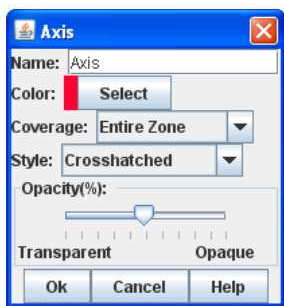 Axis
Name: Axis
Color: Select
Coverage: Entire Zone
Style: Crosshatched
Opacity(%):
Transparent Opaque
Ok Cancel Help